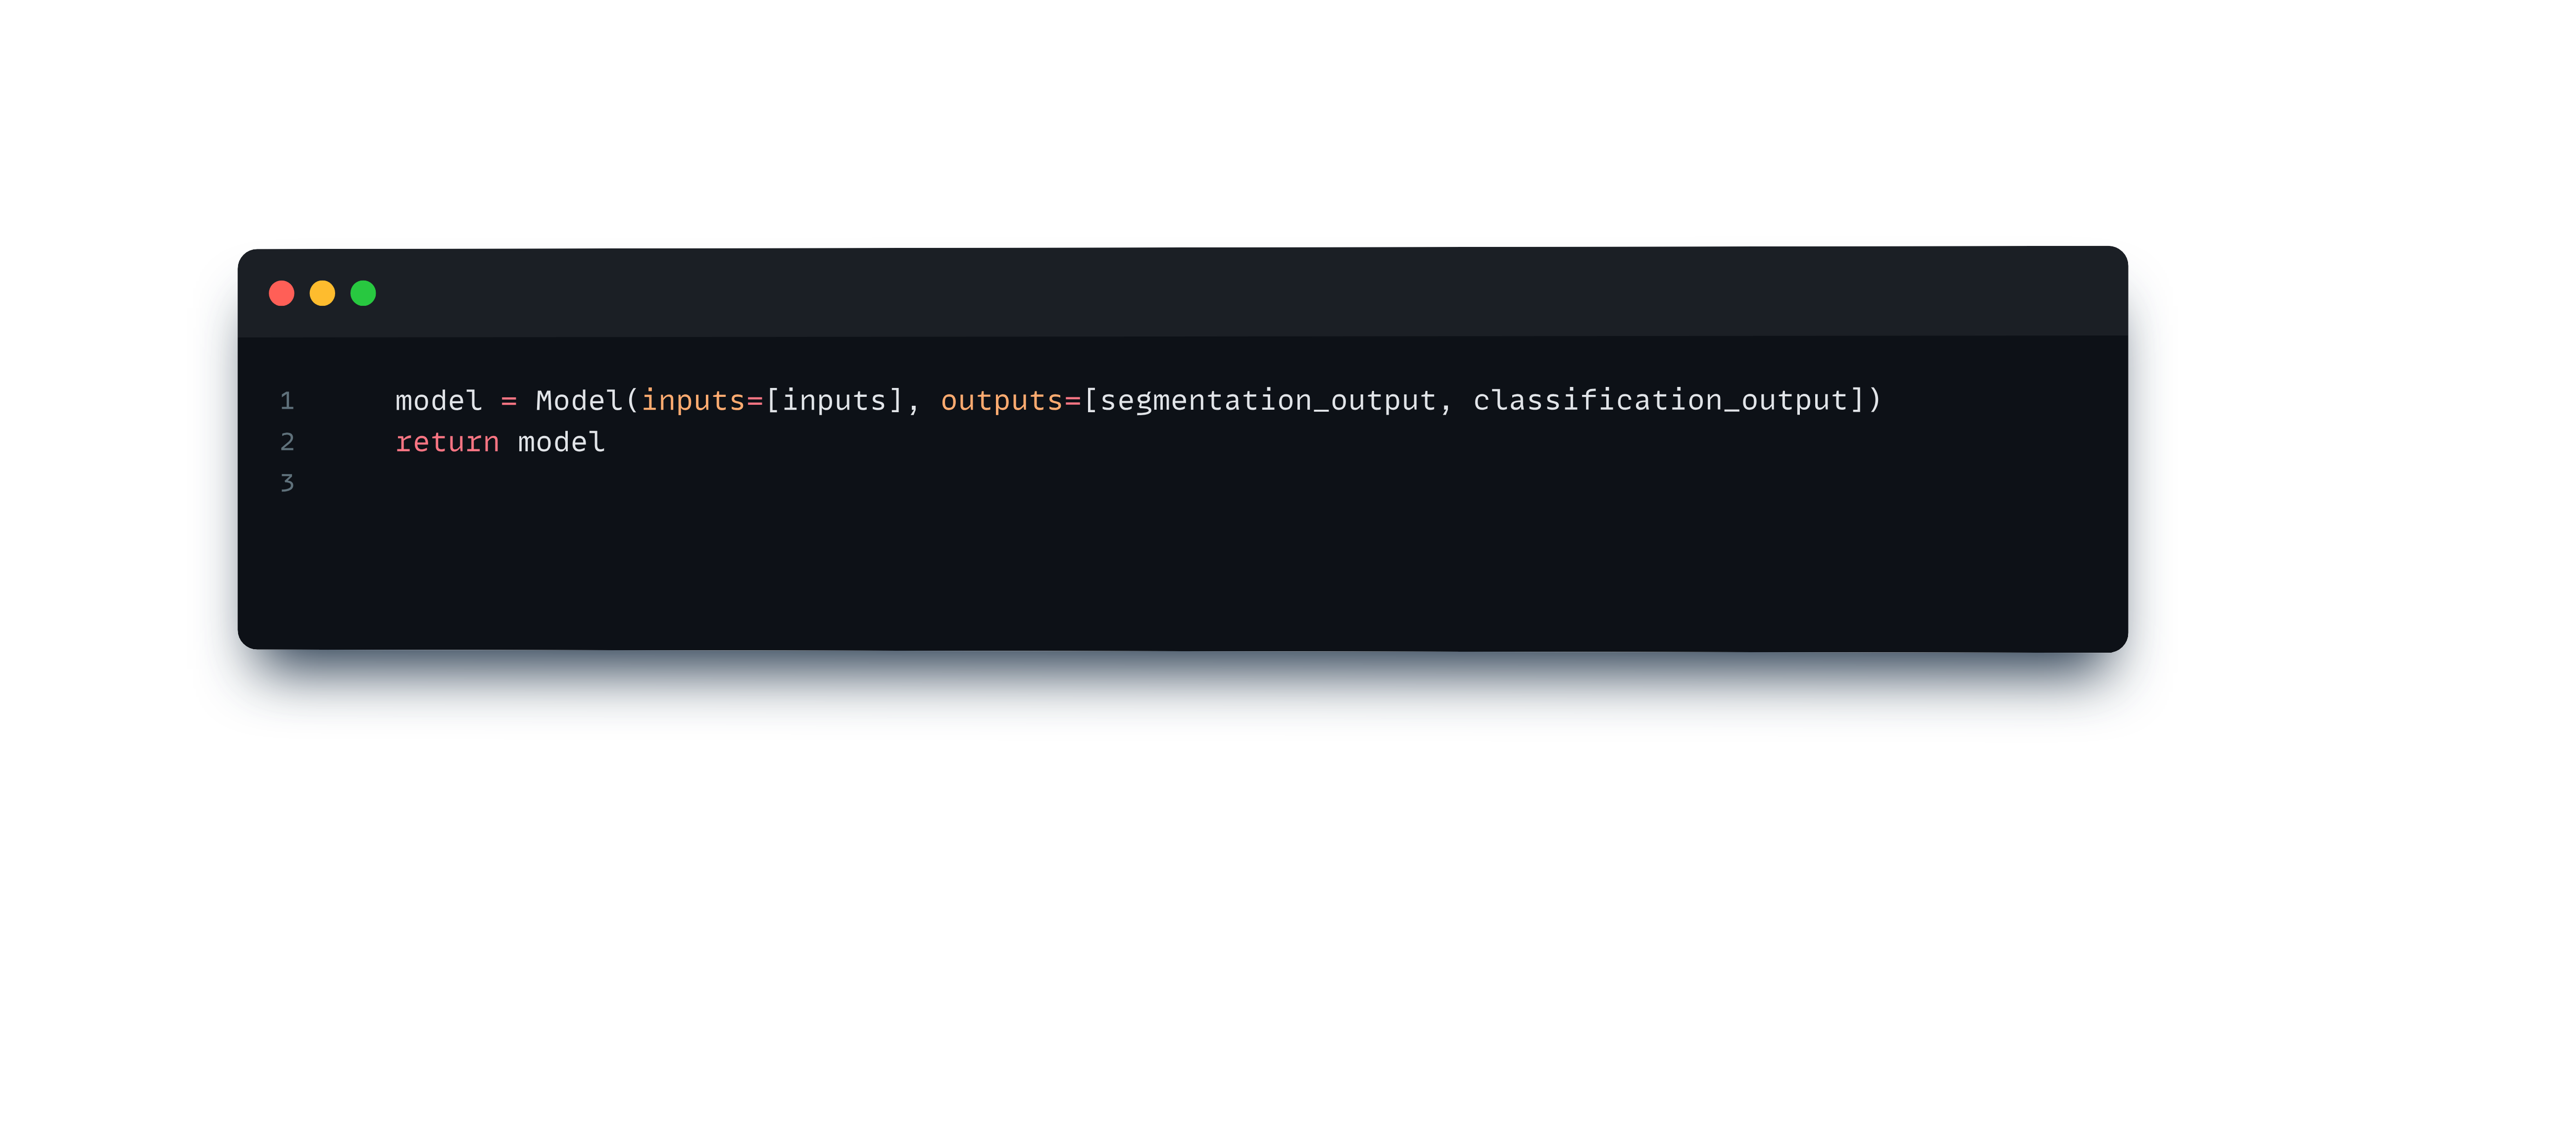 1 model = Model(inputs=[inputs], outputs=[segmentation_output, classification_output])
2 return model
3